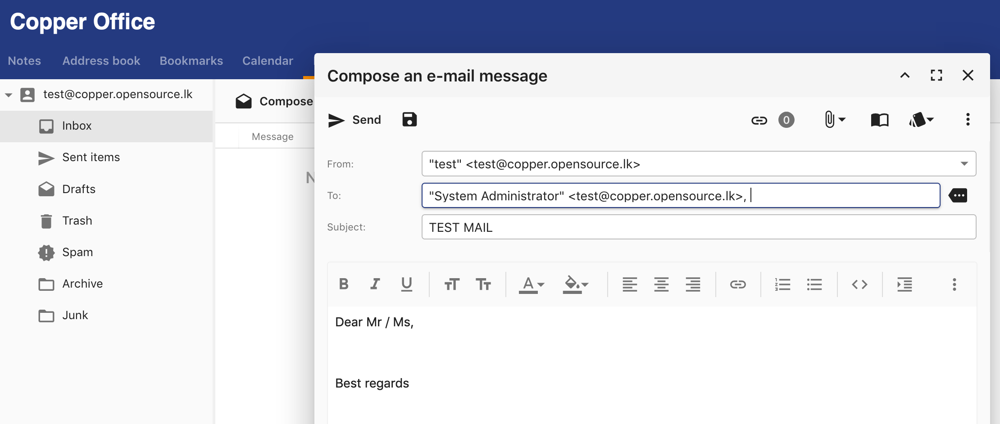 Copper Office
Notes Address book Bookmarks Calendar
test@copper.opensource.lk
Inbox
Sent items
Drafts
Trash
Spam
Archive
Junk
Compose
Message
Compose an e-mail message
Send
0
From: "test" <test@copper.opensource.lk>
To: "System Administrator" <test@copper.opensource.lk>,
Subject: TEST MAIL
Dear Mr / Ms,
Best regards